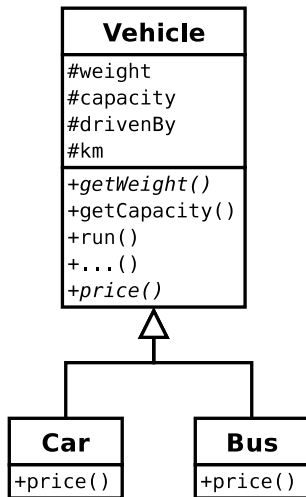 Vehicle
#weight
#capacity
#drivenBy
#km
+getWeight()
+getCapacity()
+run()
+...()
+price()
Car
+price()
Bus
+price()